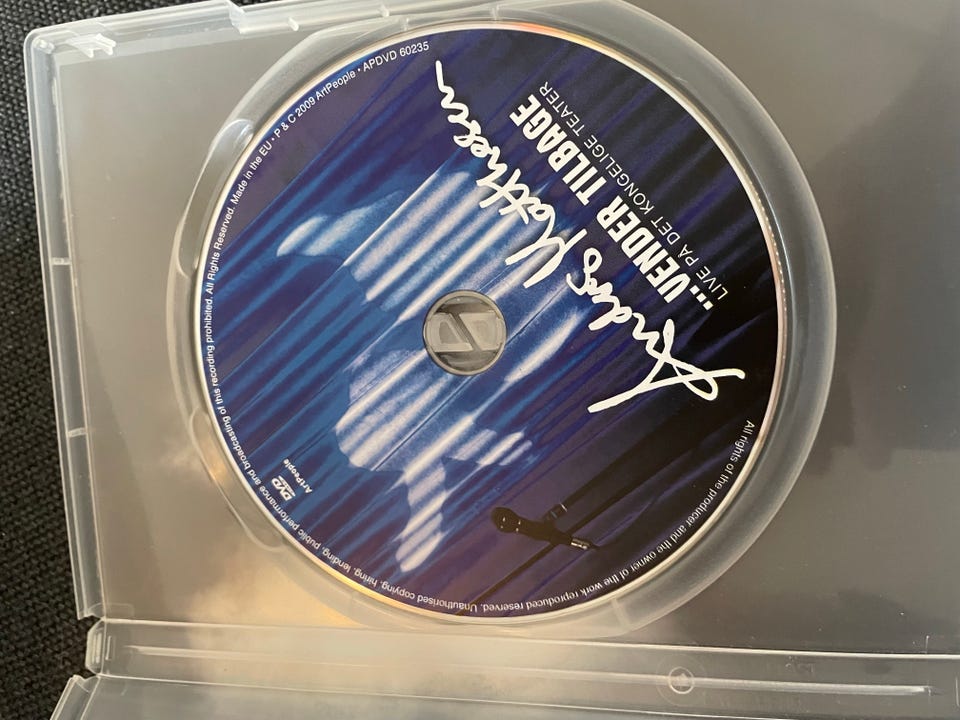 Anders Matthesen
...VENDER TILBAGE
LIVE PÅ DET KONGELIGE TEATER
DVD
ArtPeople
All rights of the producer and the owner of the work reproduced reserved. Unauthorised copying, hiring, lending, public performance and broadcasting of this recording prohibited. All Rights Reserved. Made in the EU • P & C 2009 ArtPeople • APDVD 60235